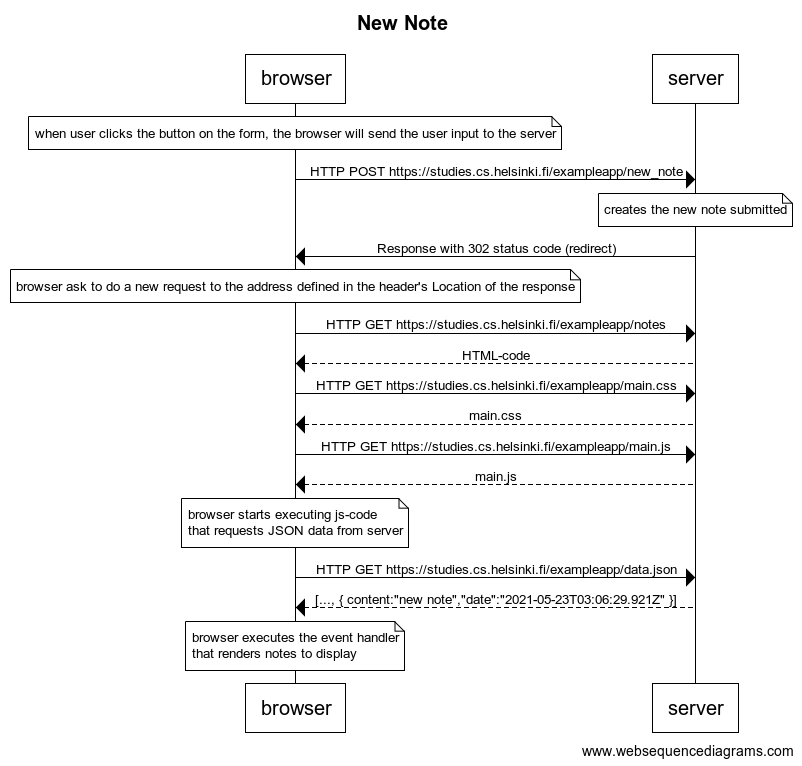 New Note
browser server
when user clicks the button on the form, the browser will send the user input to the server
HTTP POST https://studies.cs.helsinki.fi/exampleapp/new_note
creates the new note submitted
Response with 302 status code (redirect)
browser ask to do a new request to the address defined in the header's Location of the response
HTTP GET https://studies.cs.helsinki.fi/exampleapp/notes
HTML-code
HTTP GET https://studies.cs.helsinki.fi/exampleapp/main.css
main.css
HTTP GET https://studies.cs.helsinki.fi/exampleapp/main.js
main.js
browser starts executing js-code
that requests JSON data from server
HTTP GET https://studies.cs.helsinki.fi/exampleapp/data.json
[..., { content:"new note","date":"2021-05-23T03:06:29.921Z" }]
browser executes the event handler
that renders notes to display
browser server
www.websequencediagrams.com